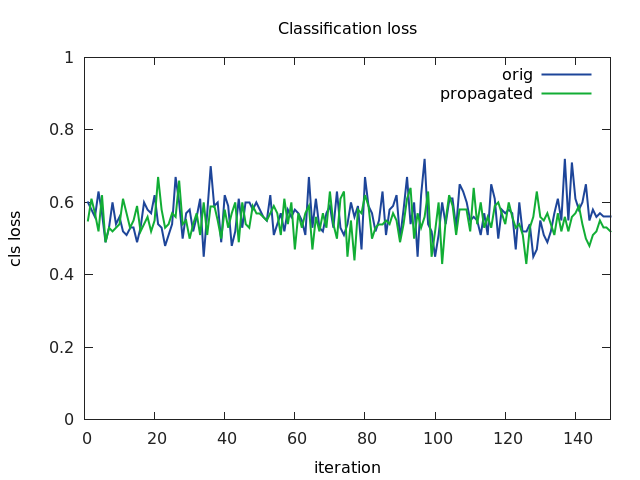 Classification loss
orig
propagated
1
0.8
0.6
0.4
0.2
0
cls loss
0 20 40 60 80 100 120 140
iteration